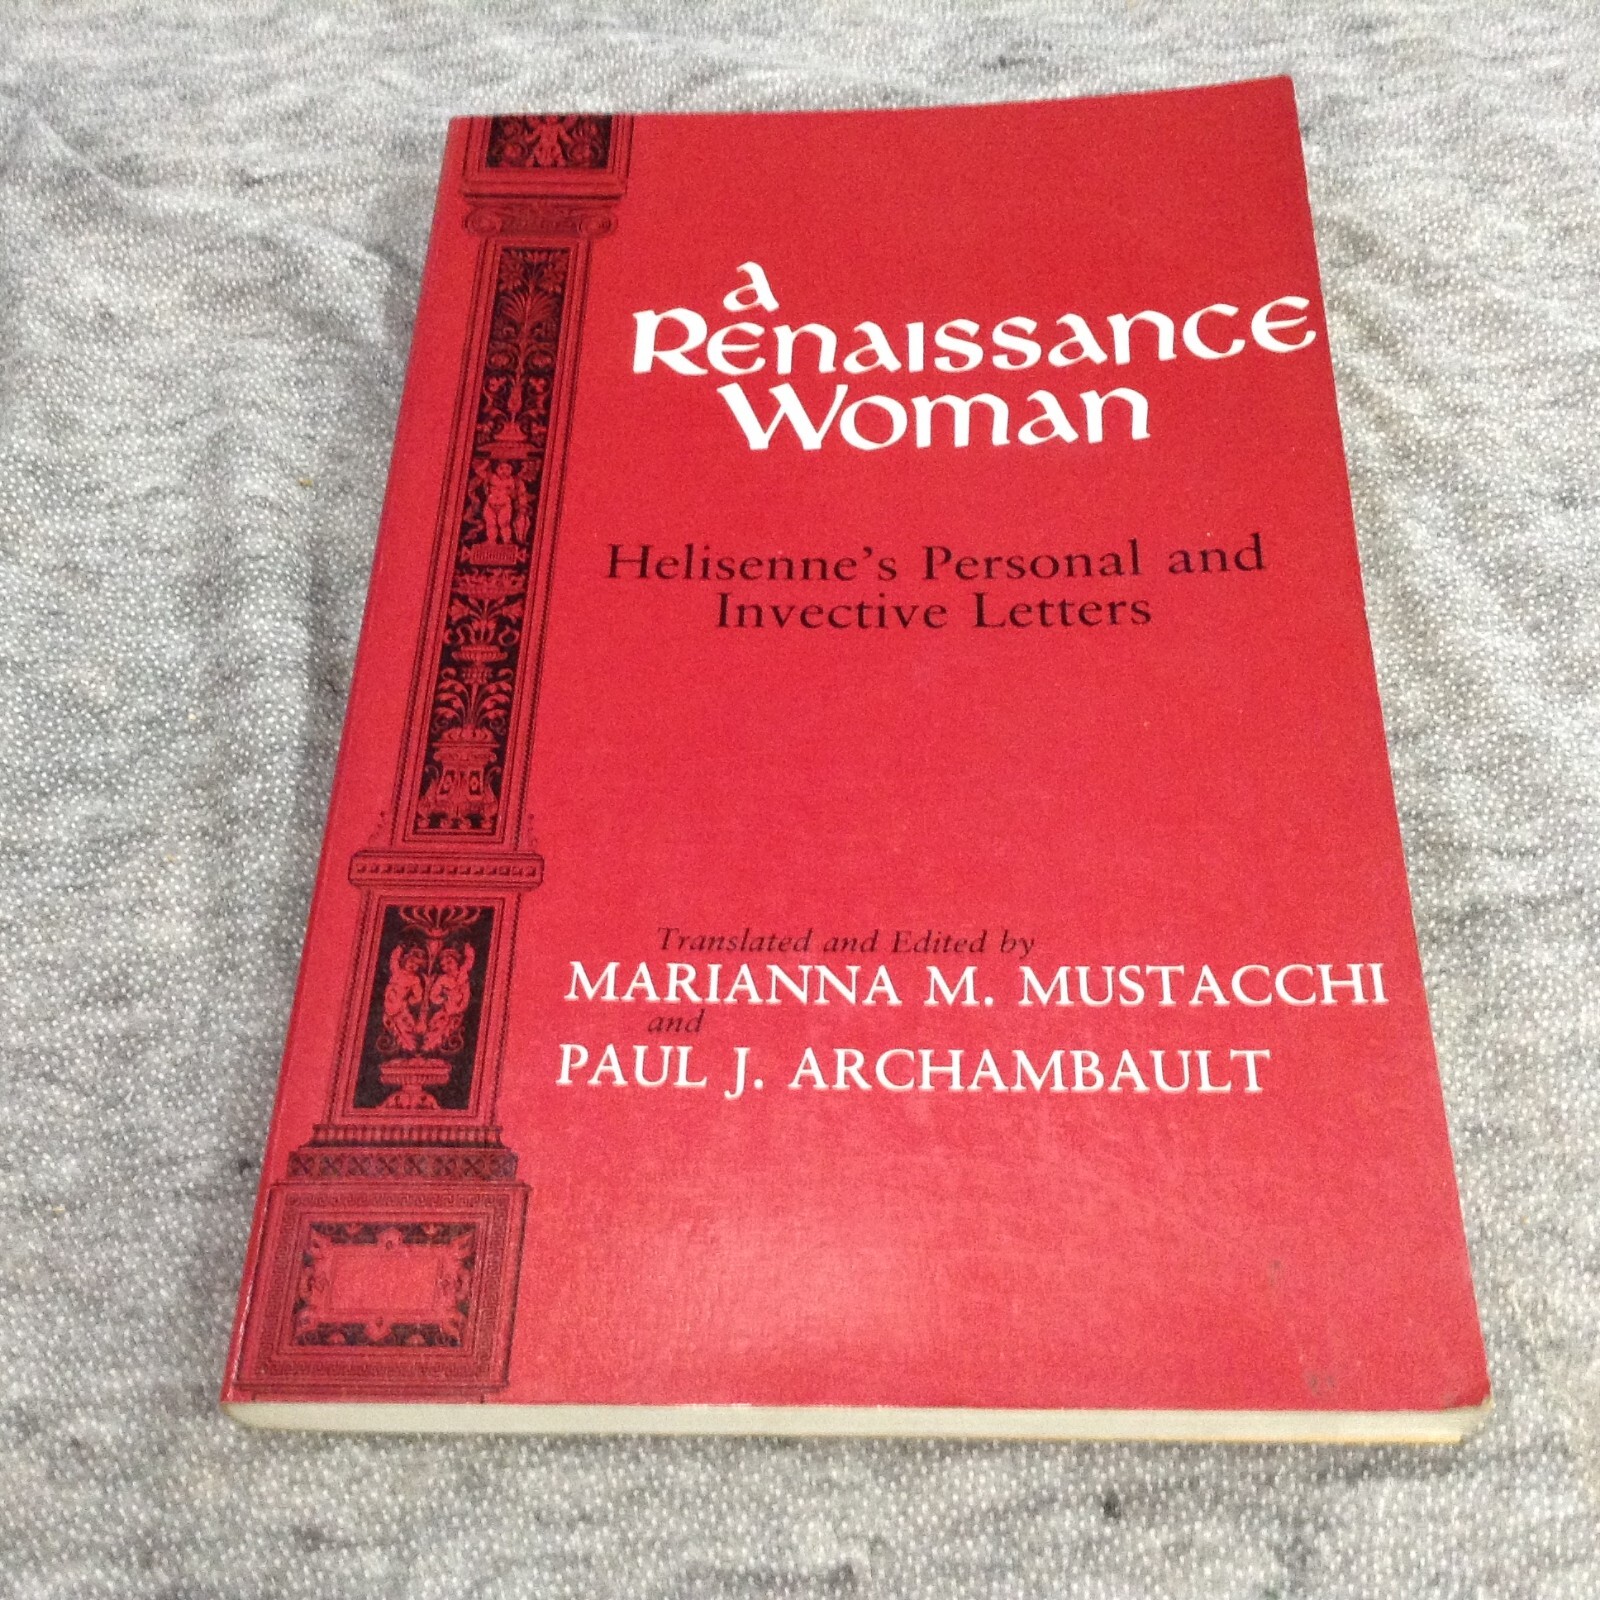 a
Renaissance
Woman
Helisenne's Personal and
Invective Letters
Translated and Edited by
MARIANNA M. MUSTACCHI
and
PAUL J. ARCHAMBAULT